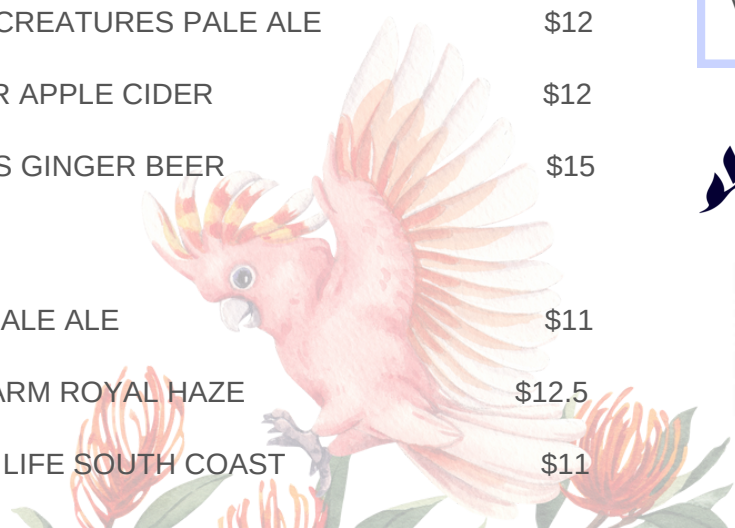 CREATURES PALE ALE $12
R APPLE CIDER $12
S GINGER BEER $15
ALE ALE $11
ARM ROYAL HAZE $12.5
LIFE SOUTH COAST $11